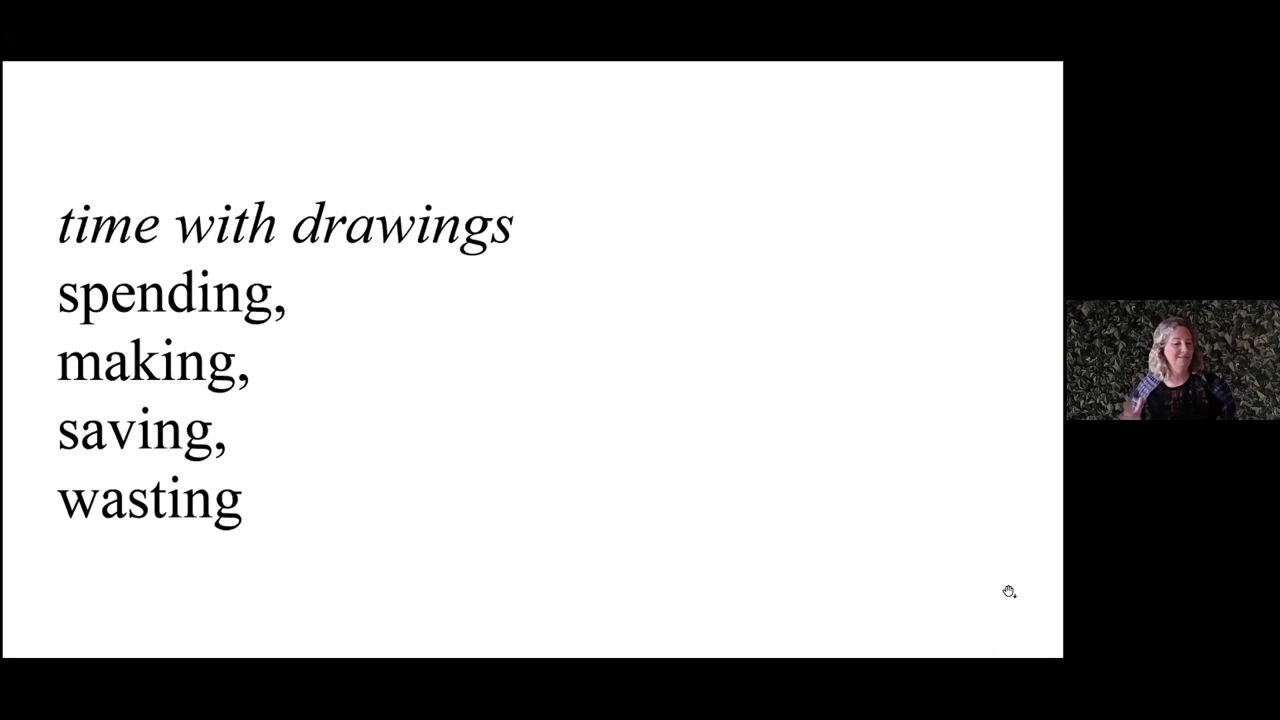 time with drawings
spending,
making,
saving,
wasting